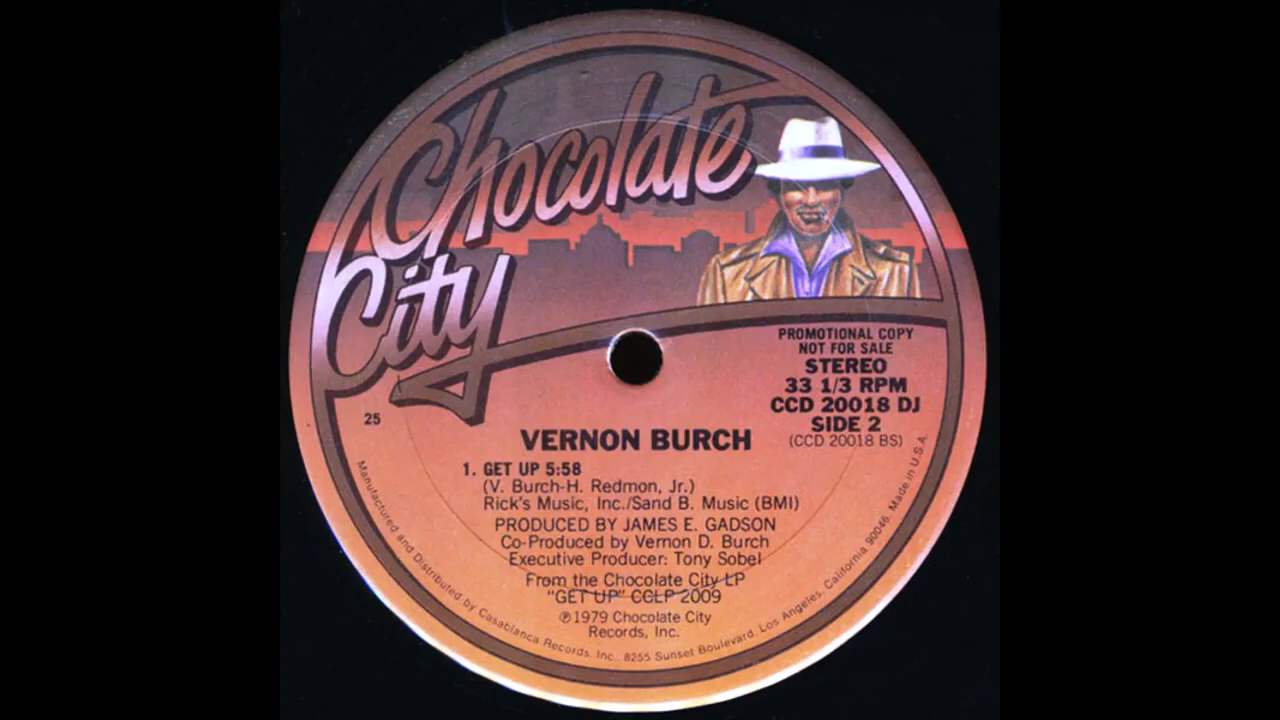 Chocolate
City
PROMOTIONAL COPY
NOT FOR SALE
STEREO
33 1/3 RPM
CCD 20018 DJ
SIDE 2
(CCD 20018 BS)
25
VERNON BURCH
1. GET UP 5:58
(V. Burch-H. Redmon, Jr.)
Rick's Music, Inc./Sand B. Music (BMI)
PRODUCED BY JAMES E. GADSON
Co-Produced by Vernon D. Burch
Executive Producer: Tony Sobel
From the Chocolate City LP
"GET UP" CCLP 2009
℗1979 Chocolate City
Records, Inc.
Manufactured and Distributed by Casablanca Records, Inc., 8255 Sunset Boulevard, Los Angeles, California 90046. Made in U.S.A.